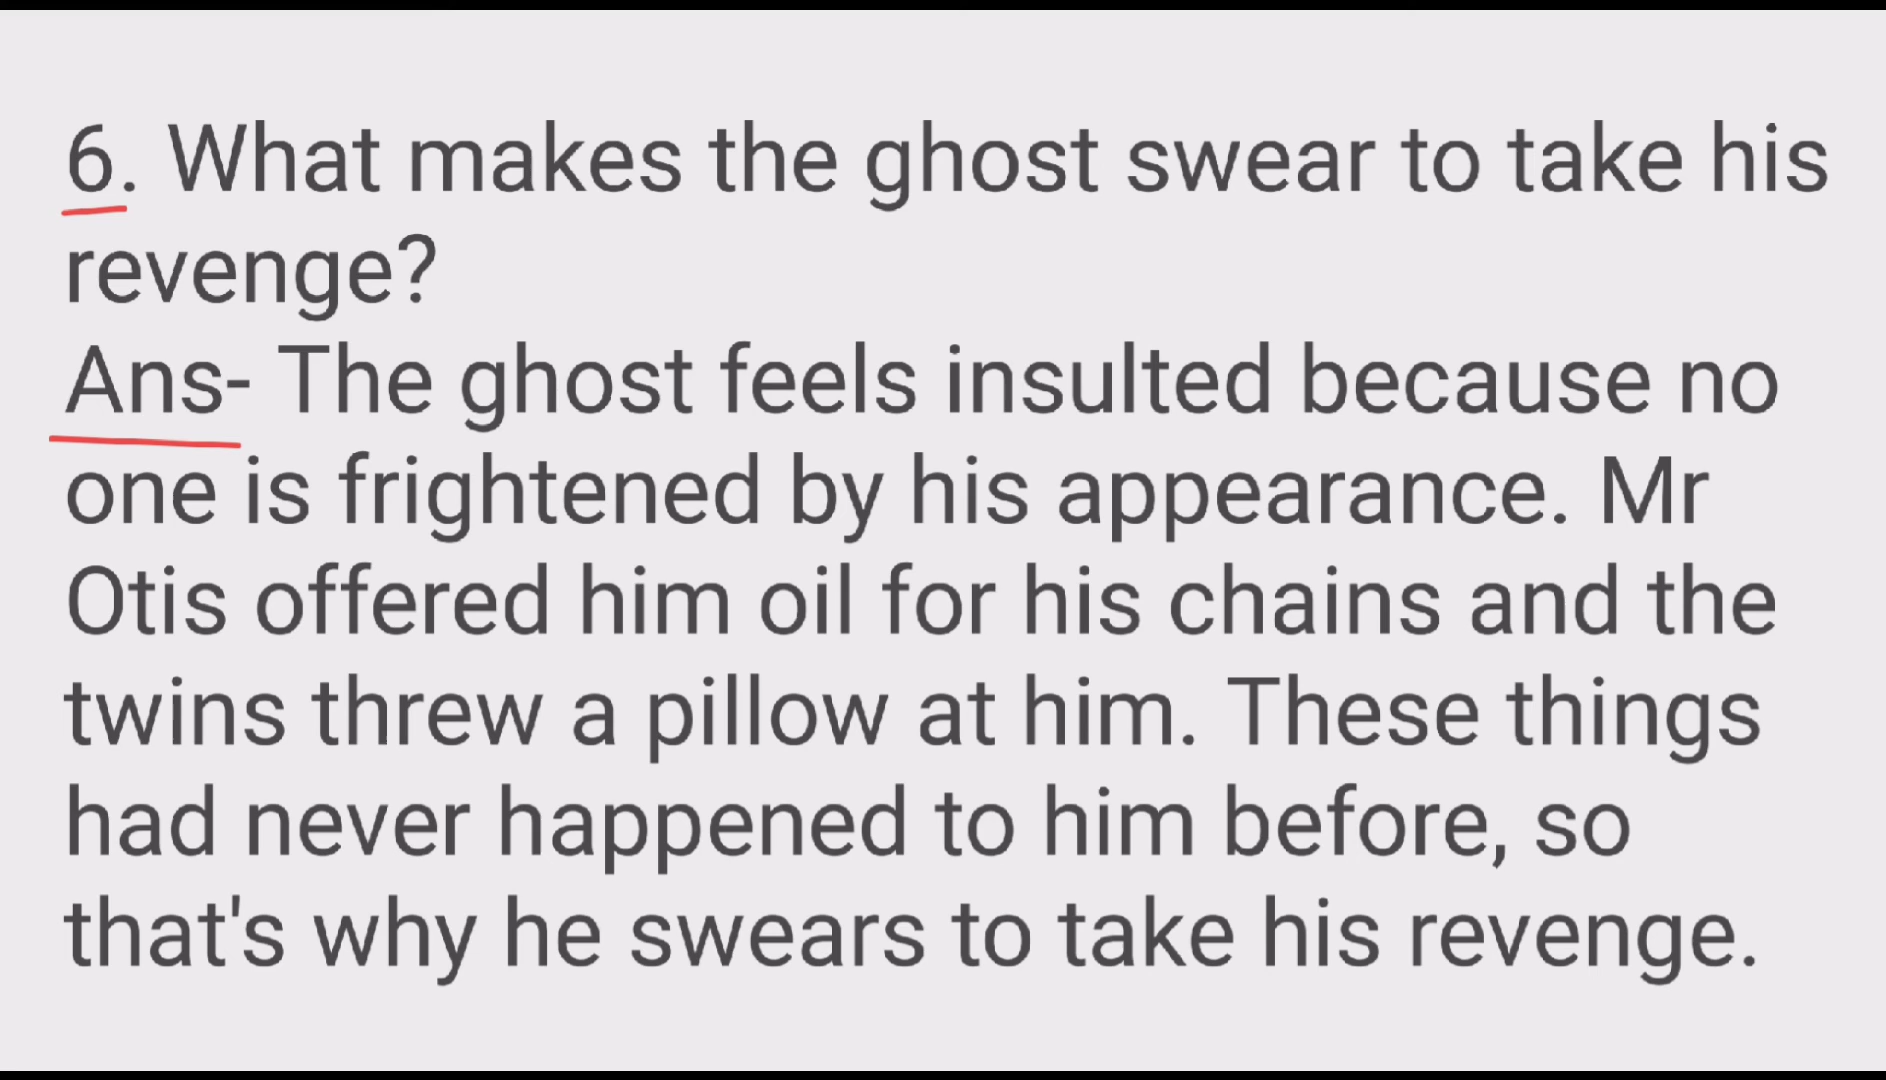 6. What makes the ghost swear to take his
revenge?
Ans- The ghost feels insulted because no
one is frightened by his appearance. Mr
Otis offered him oil for his chains and the
twins threw a pillow at him. These things
had never happened to him before, so
that's why he swears to take his revenge.